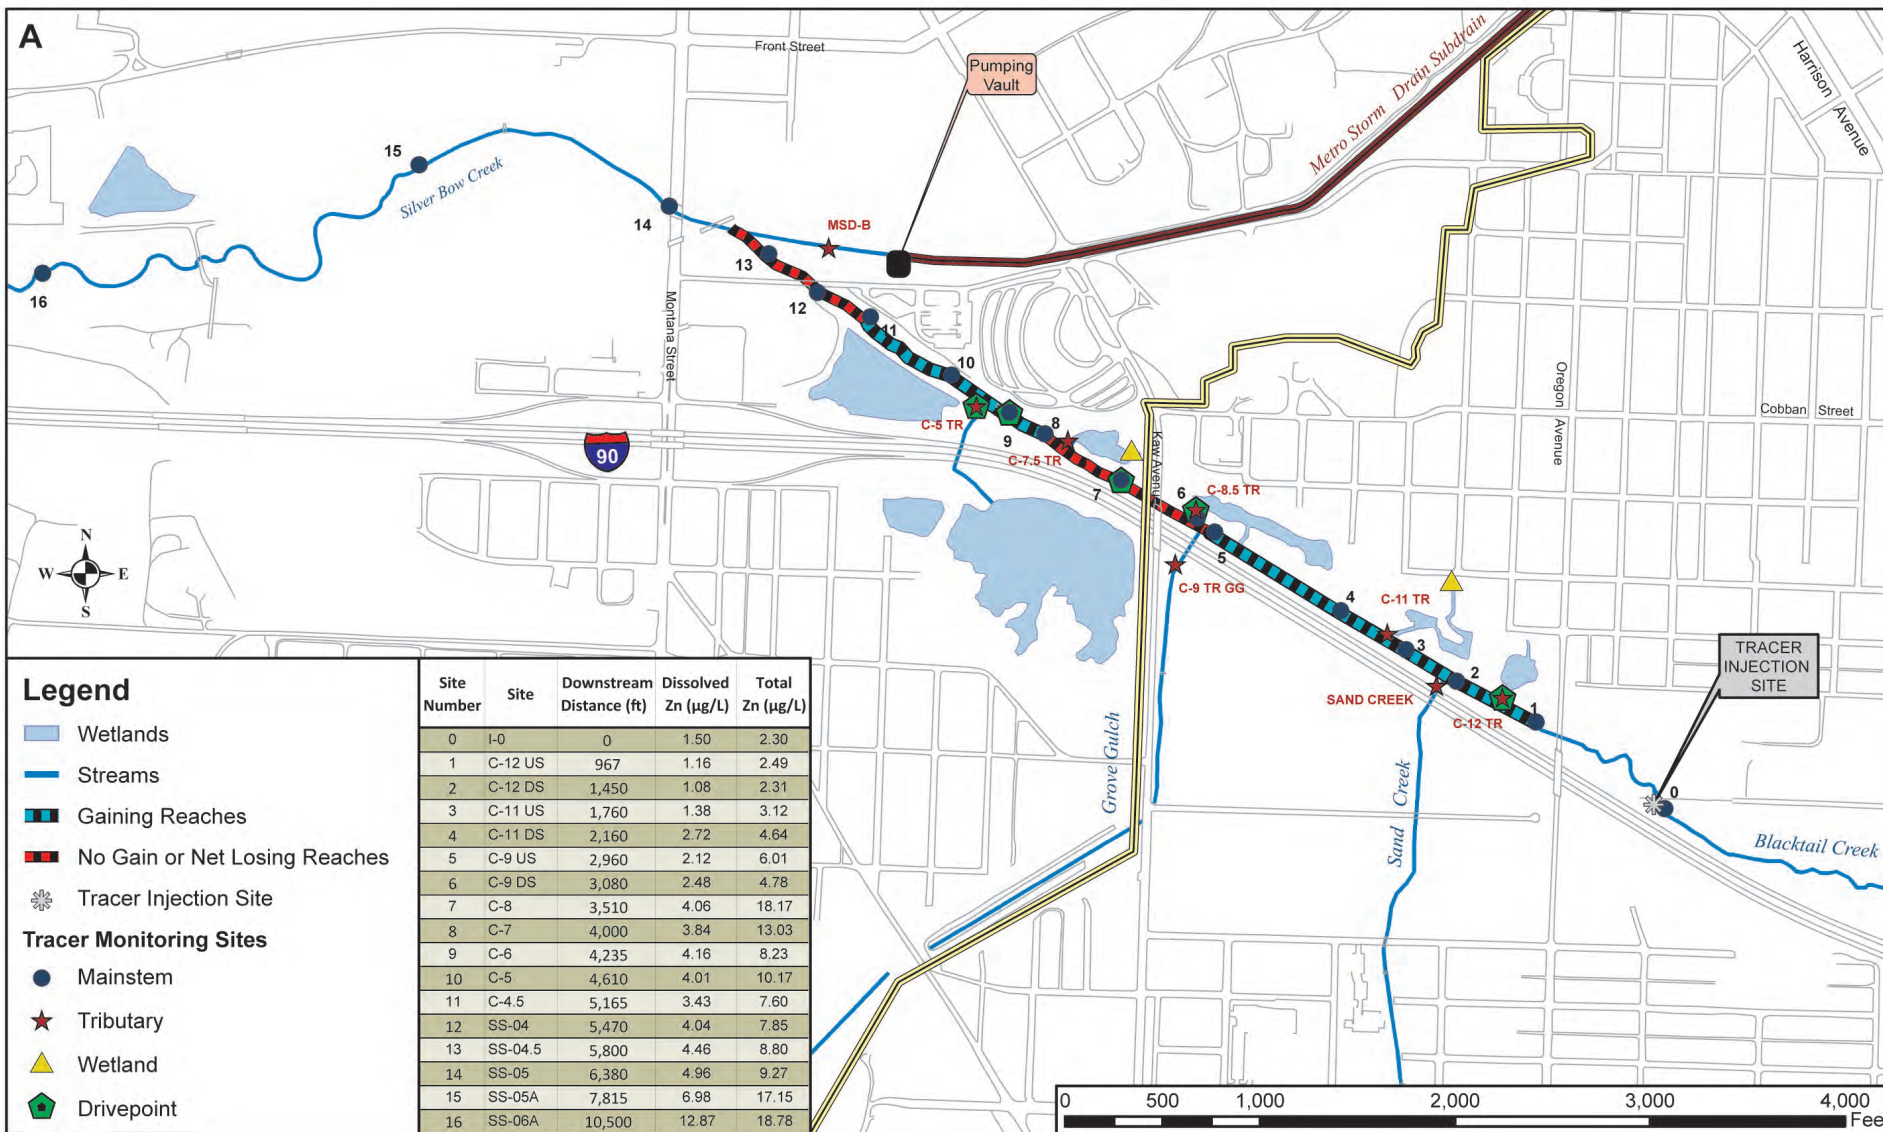 A
Front Street
Pumping
Vault
Metro Storm Drain Subdrain
Harrison
Avenue
15
Silver Bow Creek
14
MSD-B
13
16
12
11
Montana Street
10
Oregon
Avenue
Cobban Street
C-5 TR
9
8
C-7.5 TR
Kaw Avenue
90
7
6
C-8.5 TR
5
N
W E
S
C-9 TR GG
4
C-11 TR
3
TRACER
INJECTION
SITE
2
SAND CREEK
1
C-12 TR
Grove Gulch
Sand Creek
0
Blacktail Creek
Legend
Wetlands
Streams
Gaining Reaches
No Gain or Net Losing Reaches
Tracer Injection Site
Tracer Monitoring Sites
Mainstem
Tributary
Wetland
Drivepoint
Site Number Site Downstream Distance (ft) Dissolved Zn (µg/L) Total Zn (µg/L)
0 I-0 0 1.50 2.30
1 C-12 US 967 1.16 2.49
2 C-12 DS 1,450 1.08 2.31
3 C-11 US 1,760 1.38 3.12
4 C-11 DS 2,160 2.72 4.64
5 C-9 US 2,960 2.12 6.01
6 C-9 DS 3,080 2.48 4.78
7 C-8 3,510 4.06 18.17
8 C-7 4,000 3.84 13.03
9 C-6 4,235 4.16 8.23
10 C-5 4,610 4.01 10.17
11 C-4.5 5,165 3.43 7.60
12 SS-04 5,470 4.04 7.85
13 SS-04.5 5,800 4.46 8.80
14 SS-05 6,380 4.96 9.27
15 SS-05A 7,815 6.98 17.15
16 SS-06A 10,500 12.87 18.78
0 500 1,000 2,000 3,000 4,000
Feet